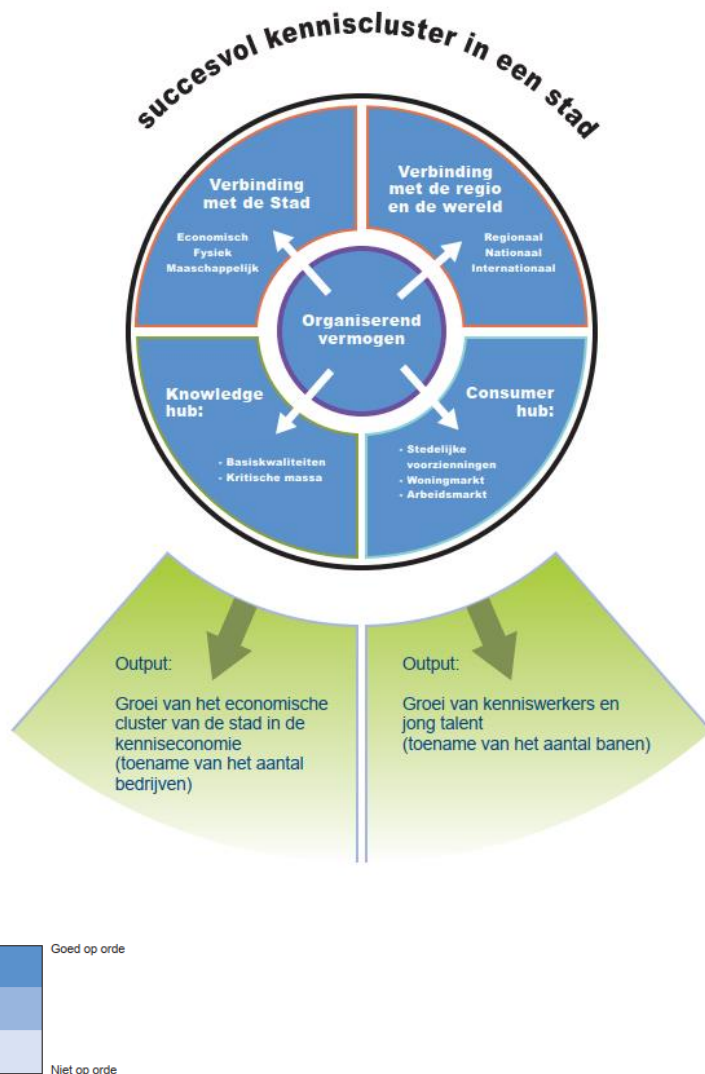 succesvol kenniscluster in een stad
Verbinding
met de Stad
Economisch
Fysiek
Maaschappelijk
Verbinding
met de regio
en de wereld
Regionaal
Nationaal
Internationaal
Organiserend
vermogen
Knowledge
hub:
- Basiskwaliteiten
- Kritische massa
Consumer
hub:
- Stedelijke
voorzienningen
- Woningmarkt
- Arbeidsmarkt
Output:
Groei van het economische
cluster van de stad in de
kenniseconomie
(toename van het aantal
bedrijven)
Output:
Groei van kenniswerkers en
jong talent
(toename van het aantal banen)
Goed op orde
Niet op orde